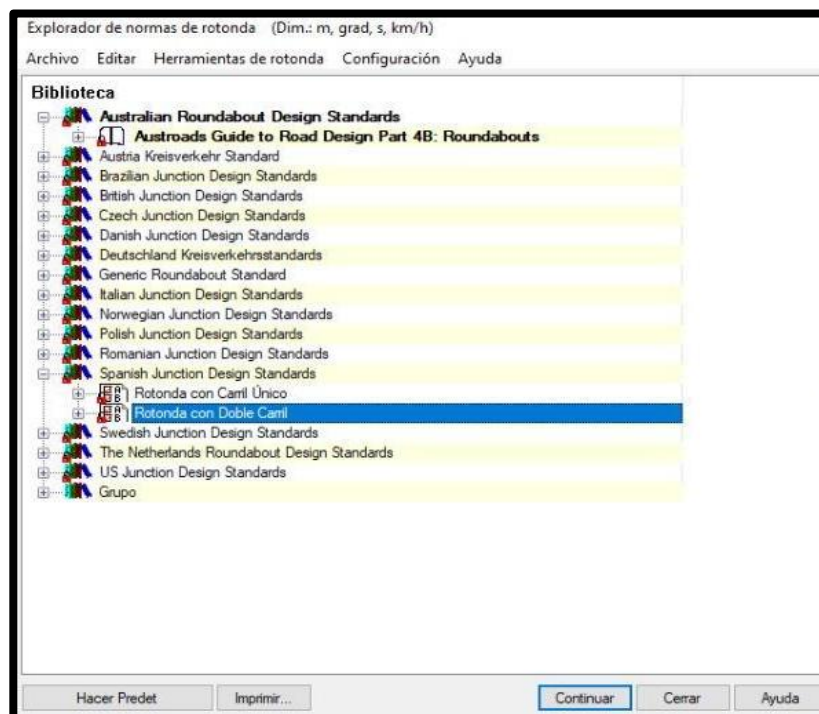 Explorador de normas de rotonda (Dim.: m, grad, s, km/h)
Archivo Editar Herramientas de rotonda Configuración Ayuda
Biblioteca
Australian Roundabout Design Standards
Austroads Guide to Road Design Part 4B: Roundabouts
Austria Kreisverkehr Standard
Brazilian Junction Design Standards
British Junction Design Standards
Czech Junction Design Standards
Danish Junction Design Standards
Deutschland Kreisverkehrsstandards
Generic Roundabout Standard
Italian Junction Design Standards
Norwegian Junction Design Standards
Polish Junction Design Standards
Romanian Junction Design Standards
Spanish Junction Design Standards
Rotonda con Carril Único
Rotonda con Doble Carril
Swedish Junction Design Standards
The Netherlands Roundabout Design Standards
US Junction Design Standards
Grupo
Hacer Predet Imprimir... Continuar Cerrar Ayuda